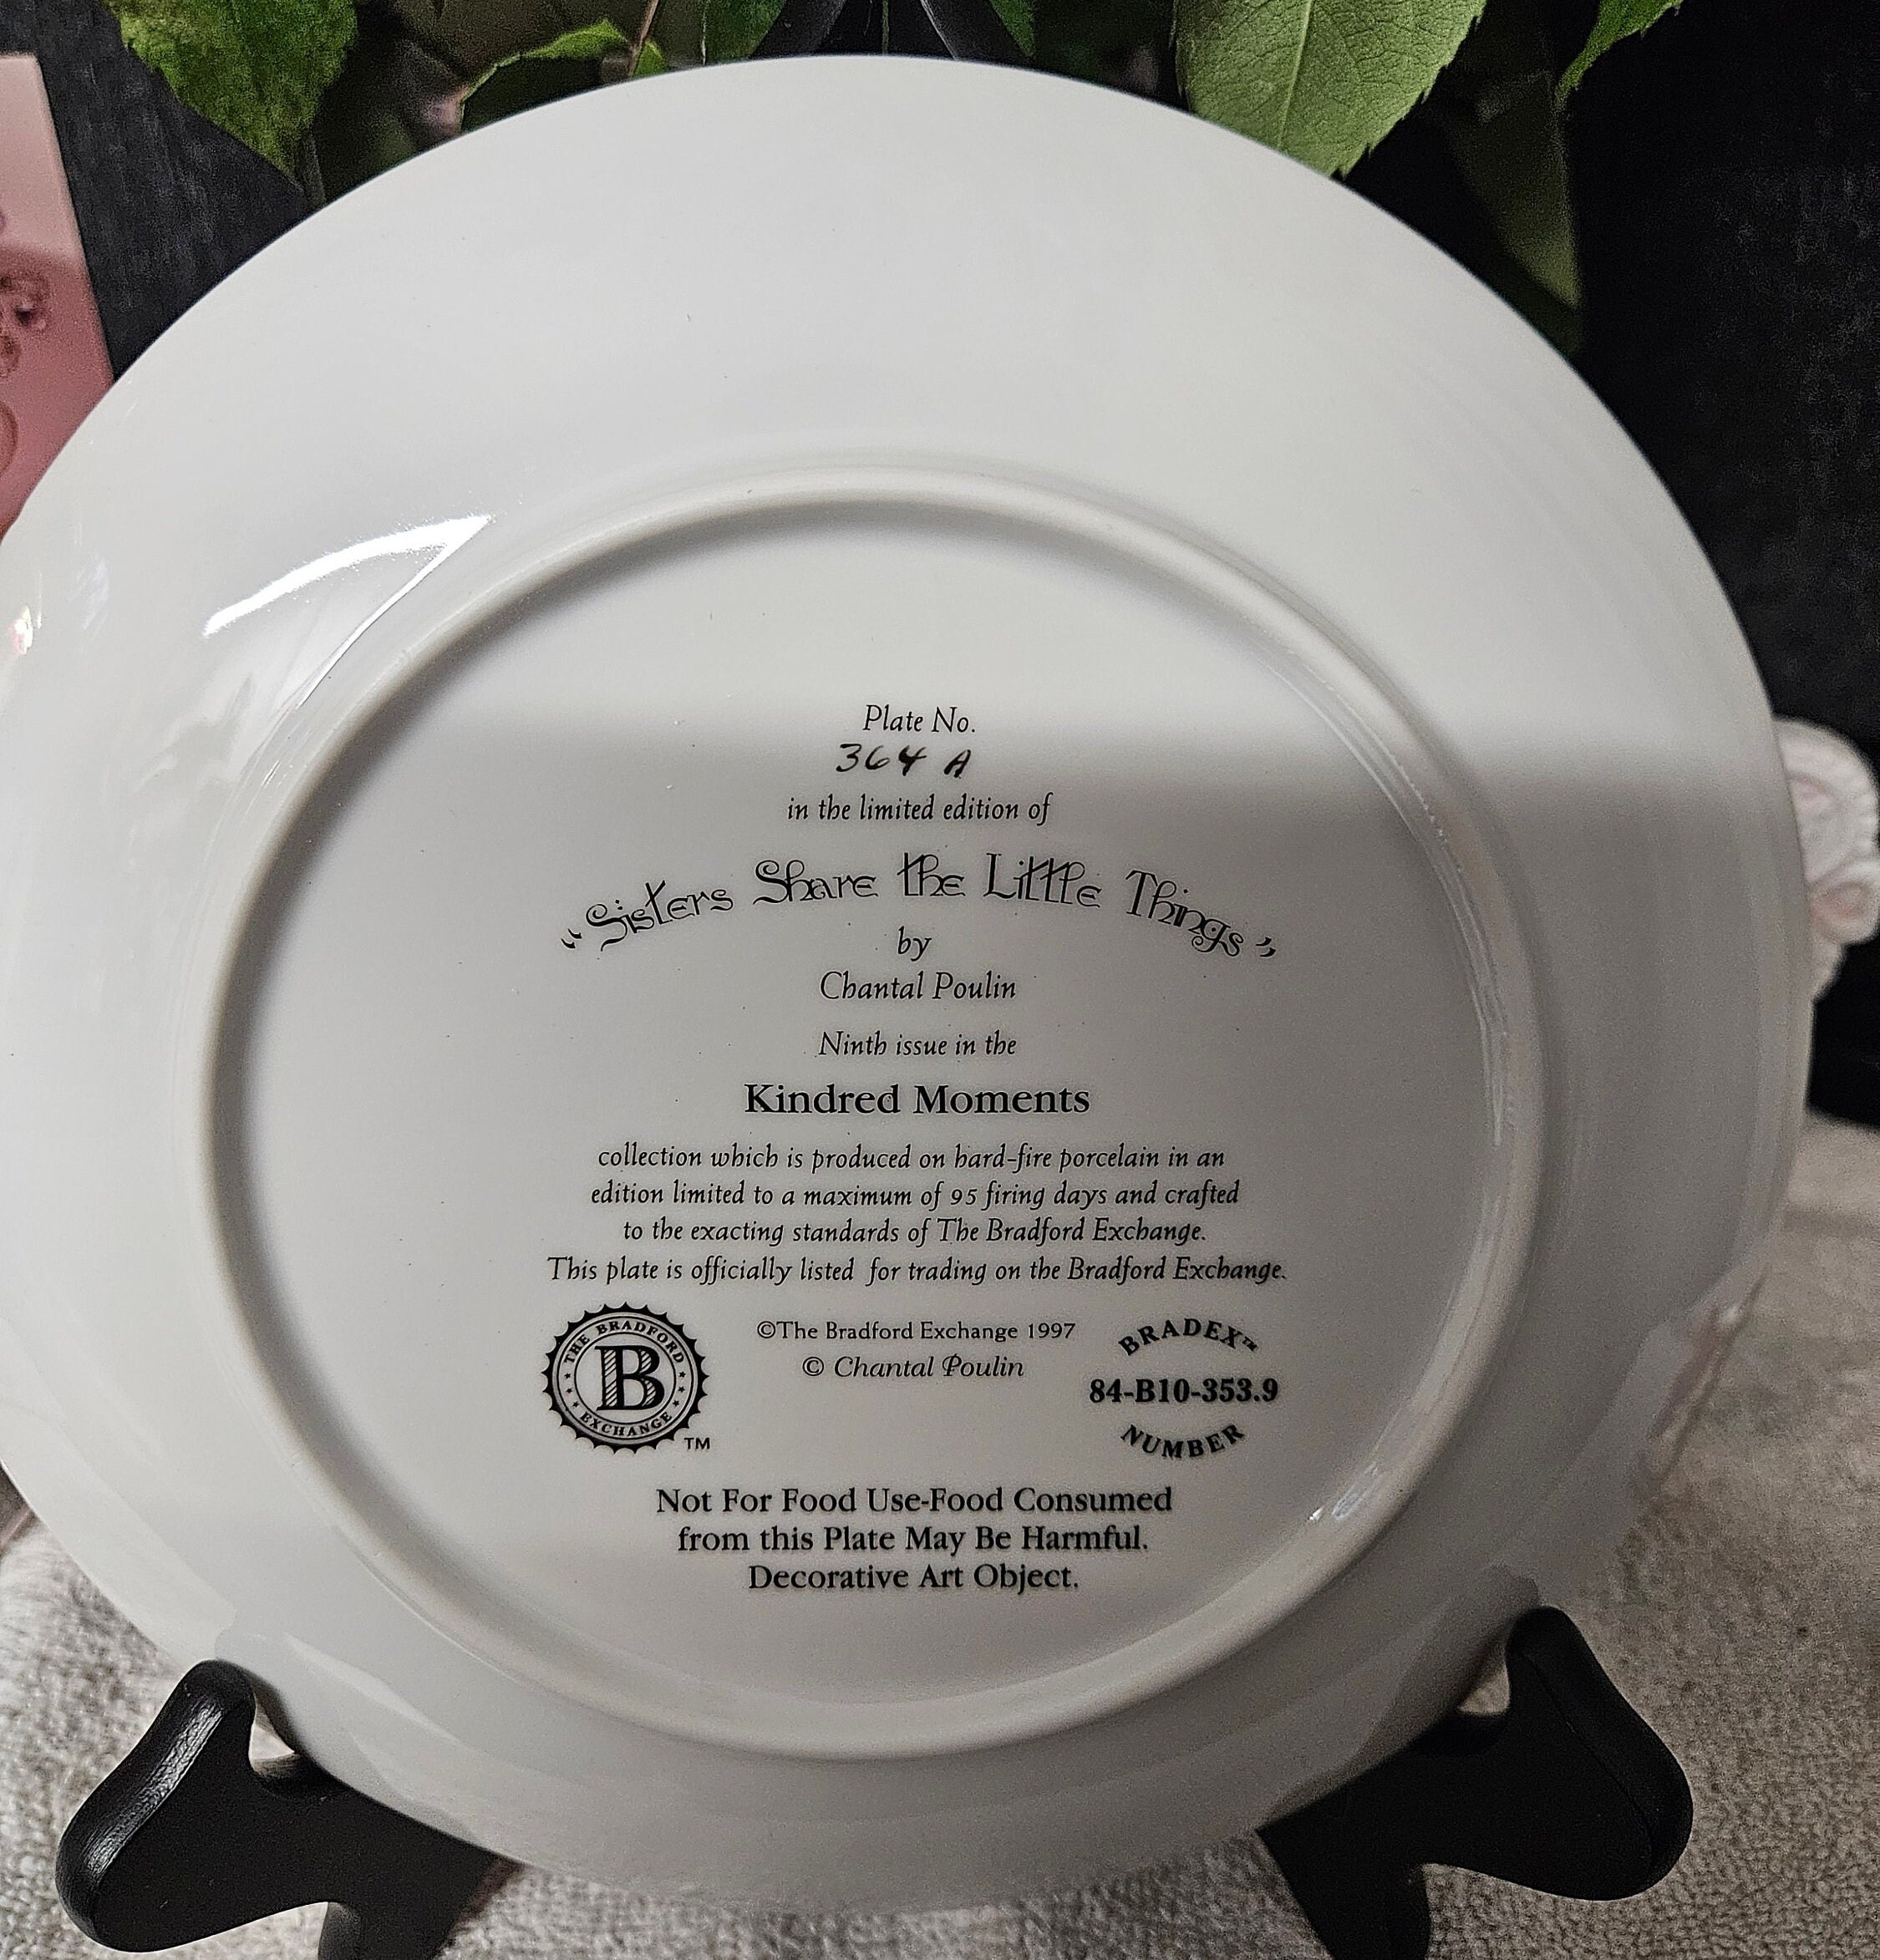 Plate No.
364 A
in the limited edition of
"Sisters Share the Little Things"
by
Chantal Poulin
Ninth issue in the
Kindred Moments
collection which is produced on hard-fire porcelain in an
edition limited to a maximum of 95 firing days and crafted
to the exacting standards of The Bradford Exchange.
This plate is officially listed for trading on the Bradford Exchange.
THE BRADFORD
B
EXCHANGE
TM
©The Bradford Exchange 1997
© Chantal Poulin
BRADEX™
84-B10-353.9
NUMBER
Not For Food Use-Food Consumed
from this Plate May Be Harmful.
Decorative Art Object.